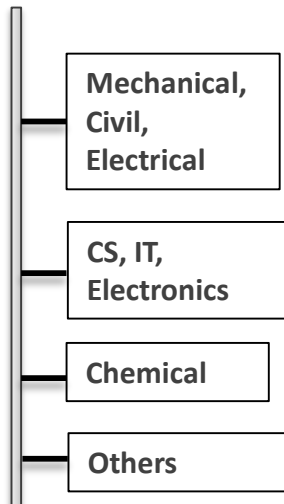 Mechanical,
Civil,
Electrical
CS, IT,
Electronics
Chemical
Others